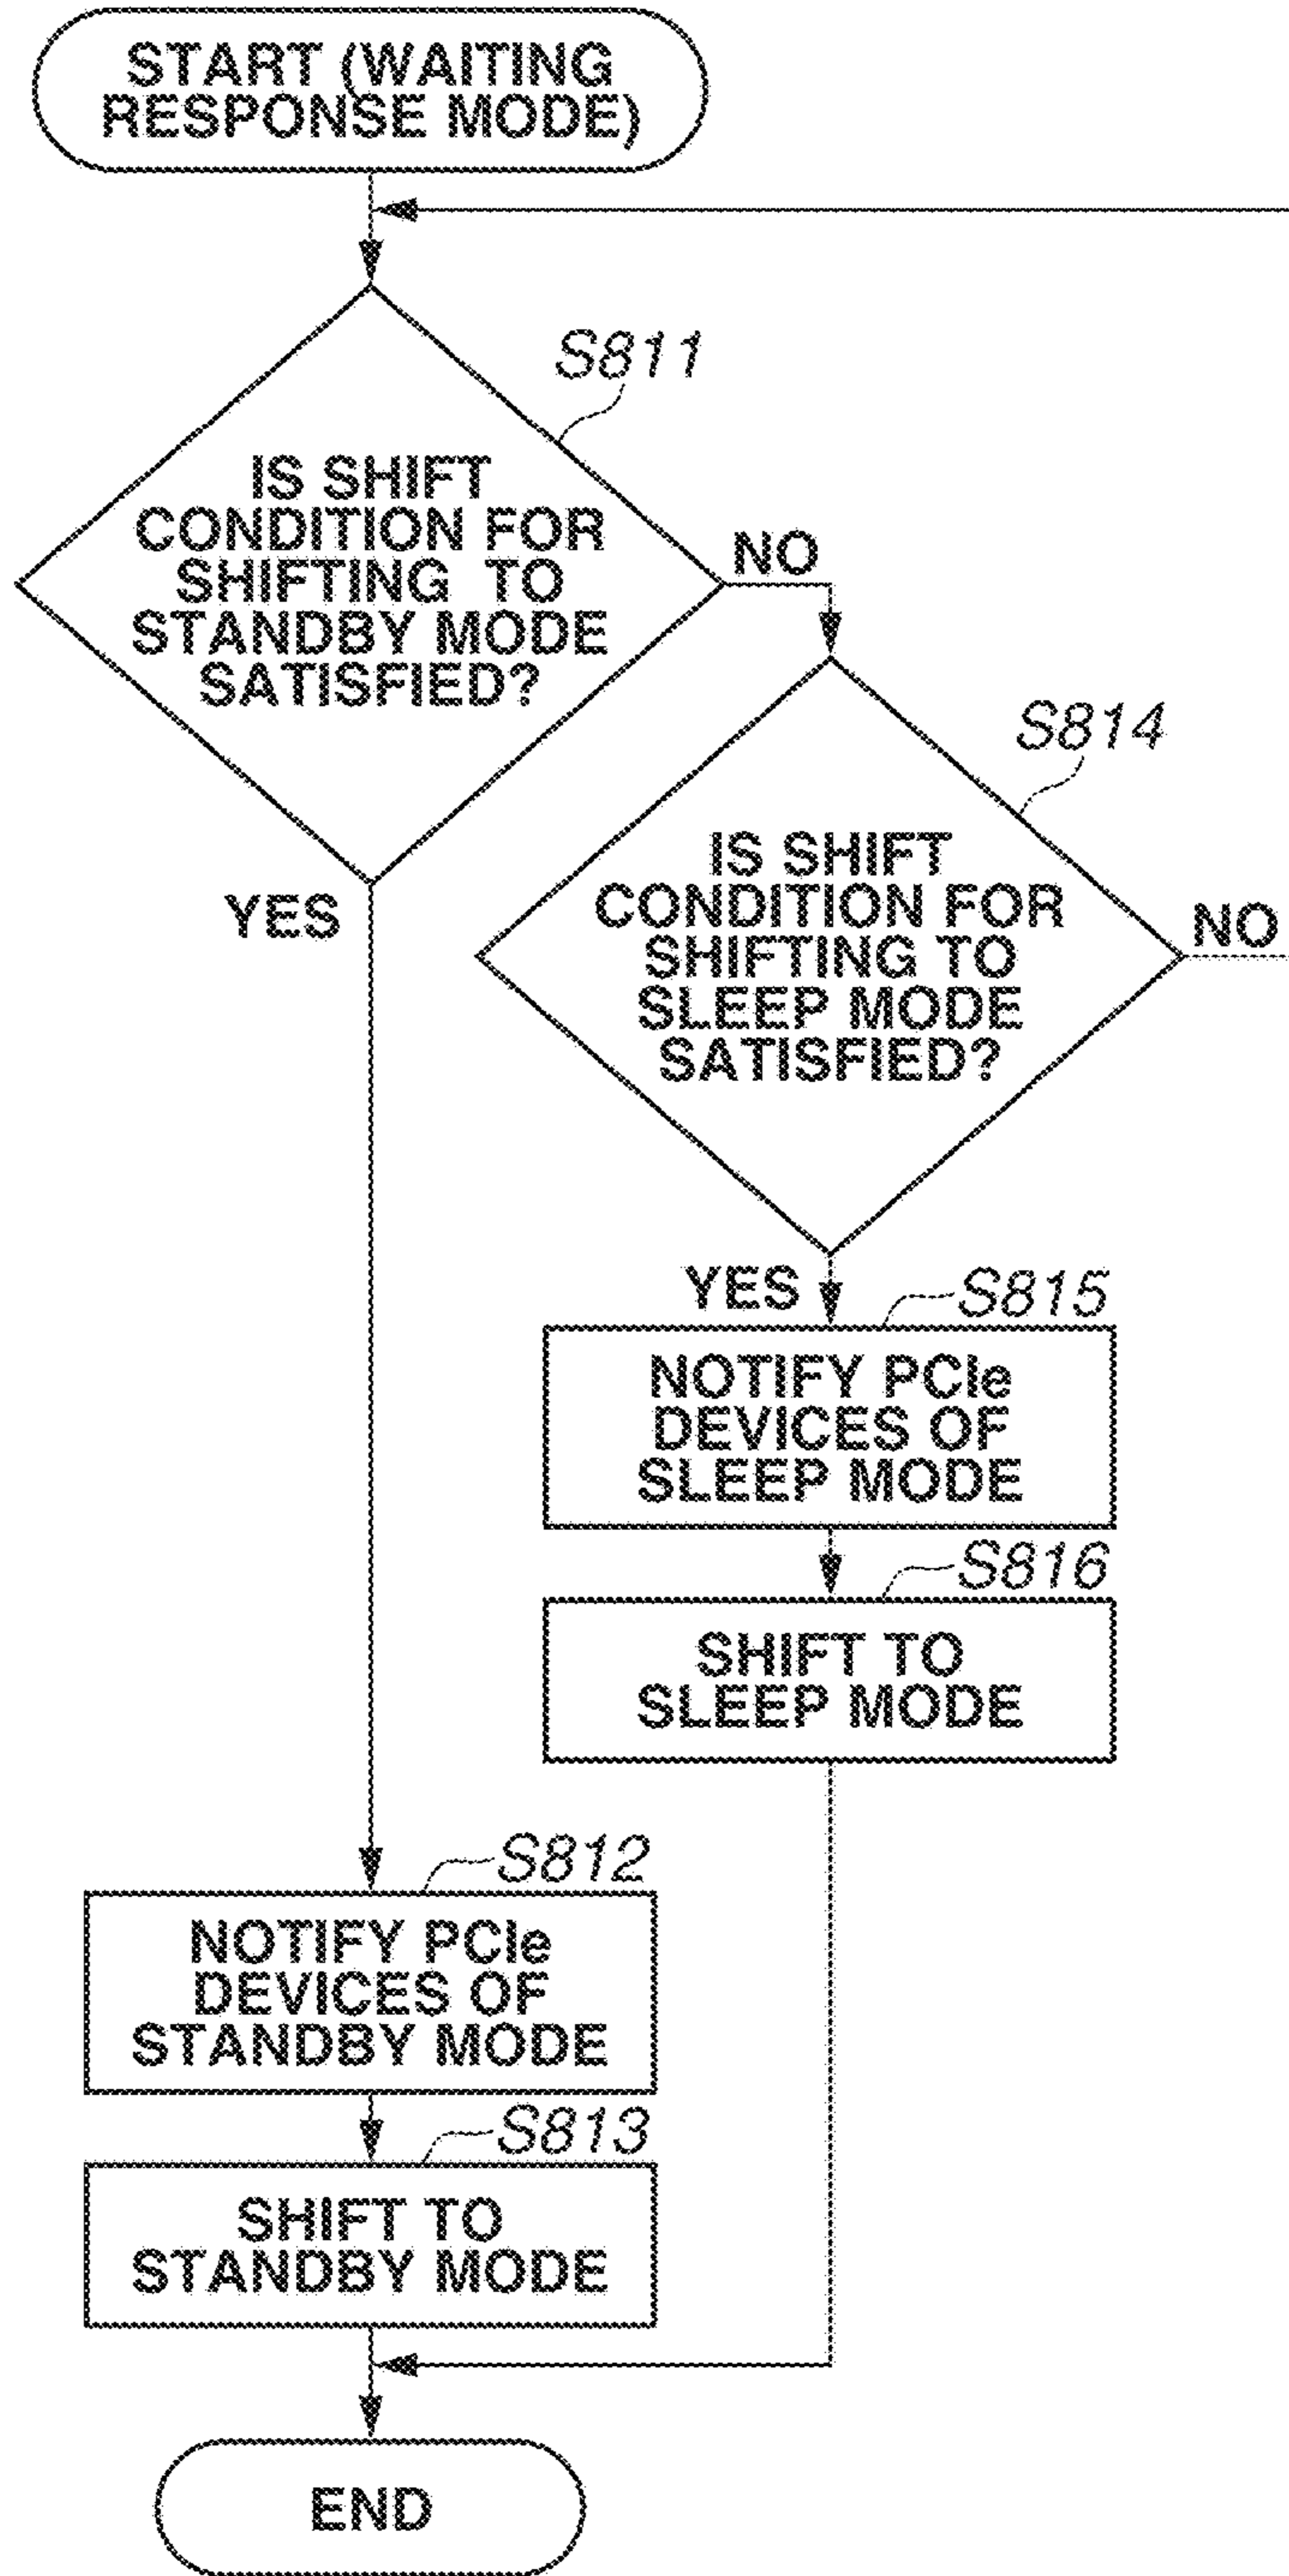 START (WAITING
RESPONSE MODE)
S811
IS SHIFT
CONDITION FOR
SHIFTING TO
STANDBY MODE
SATISFIED?
NO
YES
S814
IS SHIFT
CONDITION FOR
SHIFTING TO
SLEEP MODE
SATISFIED?
NO
YES
S815
NOTIFY PCIe
DEVICES OF
SLEEP MODE
S816
SHIFT TO
SLEEP MODE
S812
NOTIFY PCIe
DEVICES OF
STANDBY MODE
S813
SHIFT TO
STANDBY MODE
END